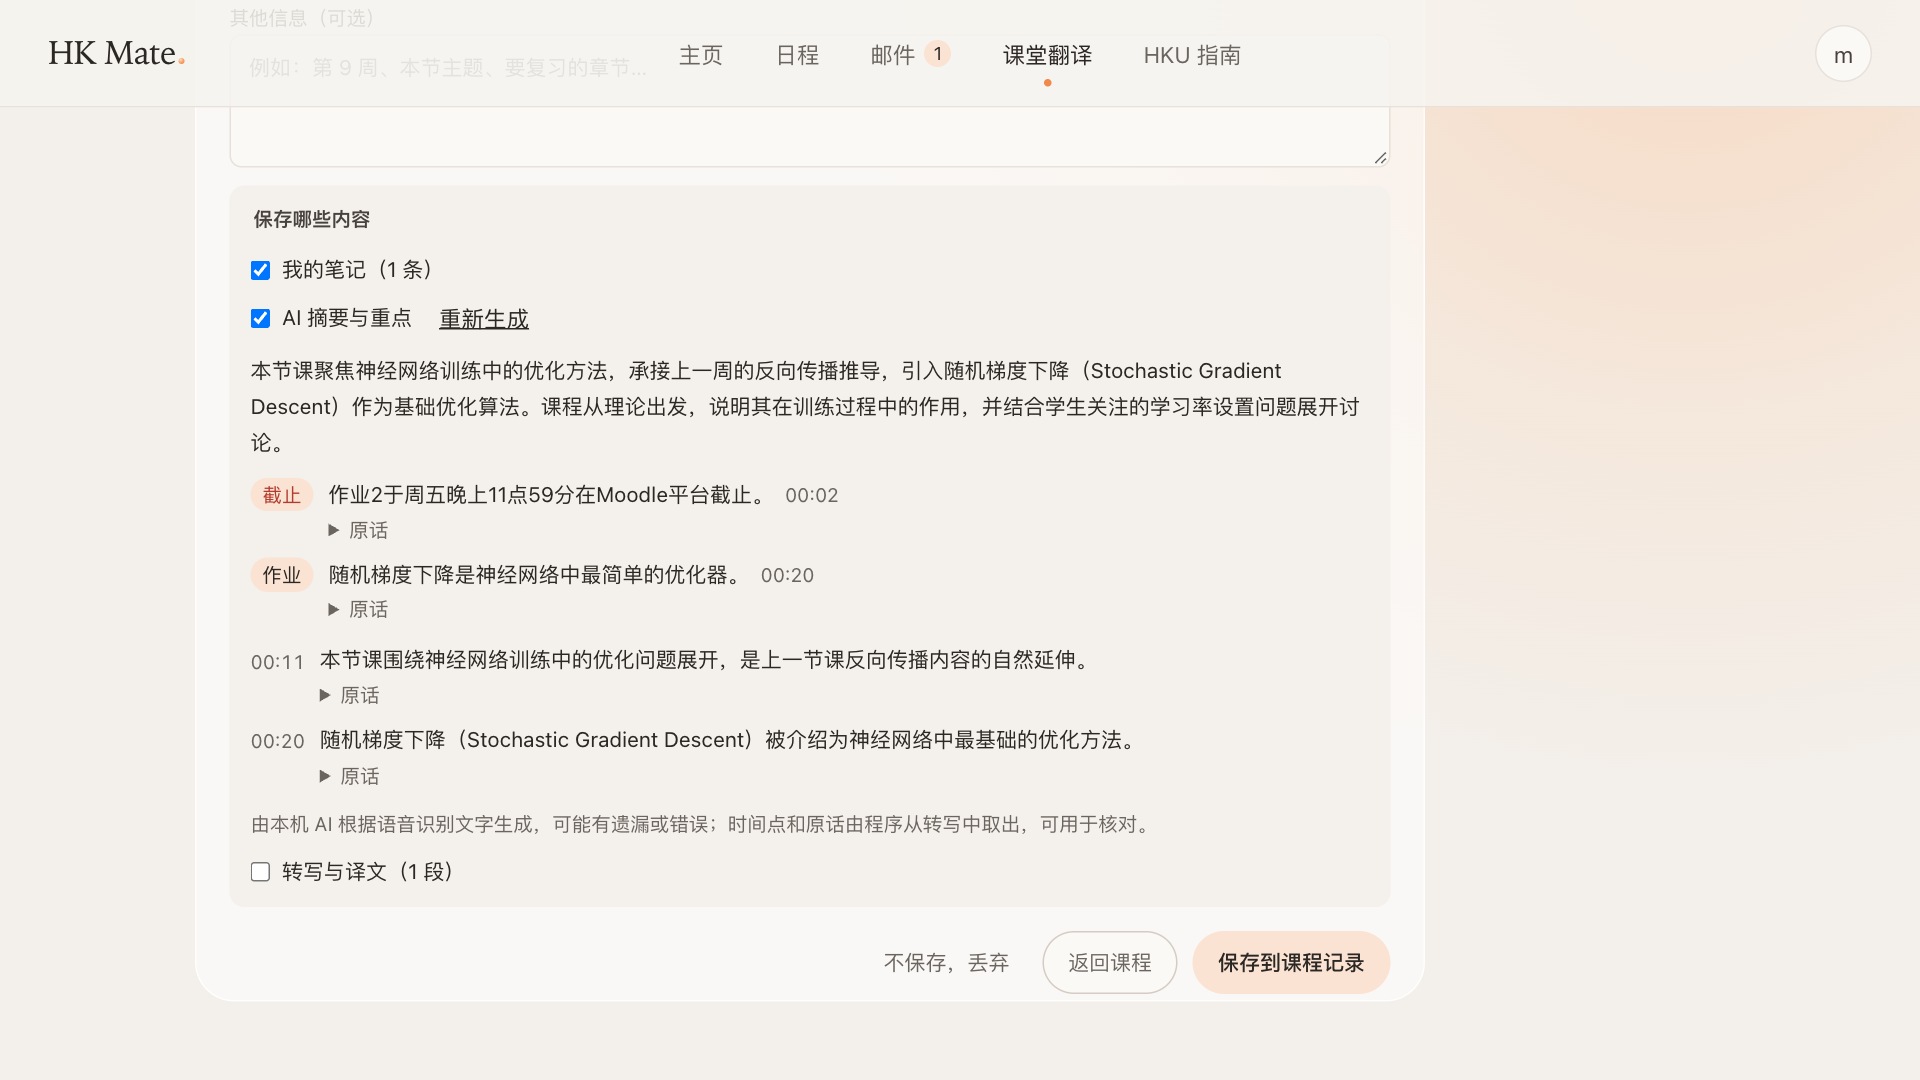 其他信息（可选）
HK Mate.
例如：第 9 周、本节主题、要复习的章节...
主页
日程
邮件 1
课堂翻译
HKU 指南
m
保存哪些内容
我的笔记（1 条）
AI 摘要与重点 重新生成
本节课聚焦神经网络训练中的优化方法，承接上一周的反向传播推导，引入随机梯度下降（Stochastic Gradient
Descent）作为基础优化算法。课程从理论出发，说明其在训练过程中的作用，并结合学生关注的学习率设置问题展开讨
论。
截止 作业2于周五晚上11点59分在Moodle平台截止。 00:02
▶ 原话
作业 随机梯度下降是神经网络中最简单的优化器。 00:20
▶ 原话
00:11 本节课围绕神经网络训练中的优化问题展开，是上一节课反向传播内容的自然延伸。
▶ 原话
00:20 随机梯度下降（Stochastic Gradient Descent）被介绍为神经网络中最基础的优化方法。
▶ 原话
由本机 AI 根据语音识别文字生成，可能有遗漏或错误；时间点和原话由程序从转写中取出，可用于核对。
转写与译文（1 段）
不保存，丢弃
返回课程
保存到课程记录